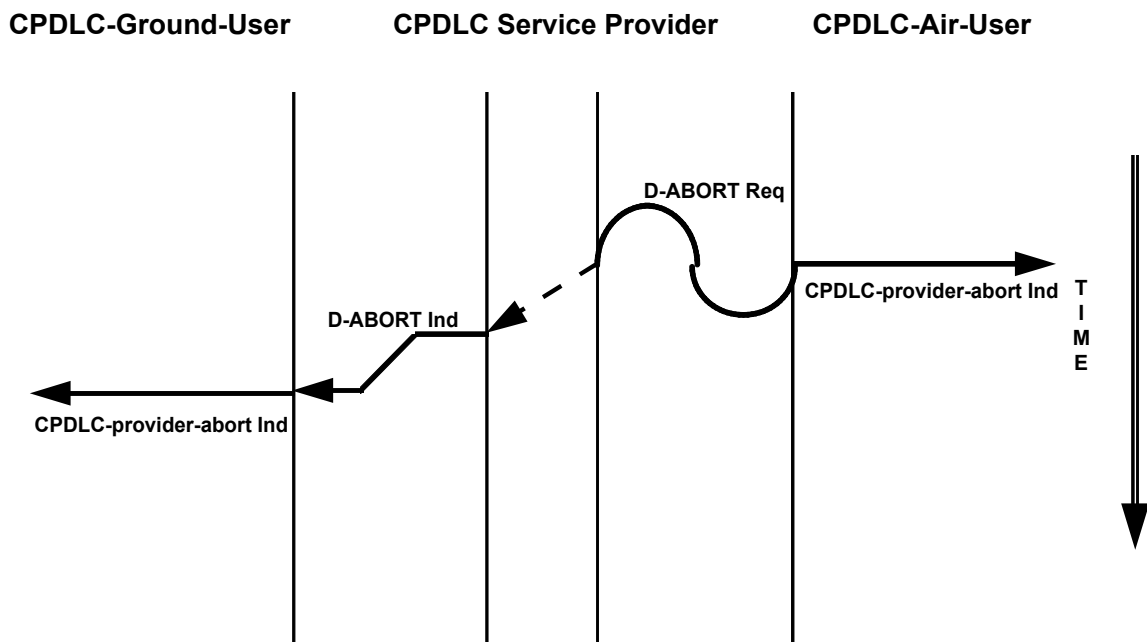 CPDLC-Ground-User
CPDLC Service Provider
CPDLC-Air-User
D-ABORT Req
CPDLC-provider-abort Ind
T
I
M
E
D-ABORT Ind
CPDLC-provider-abort Ind